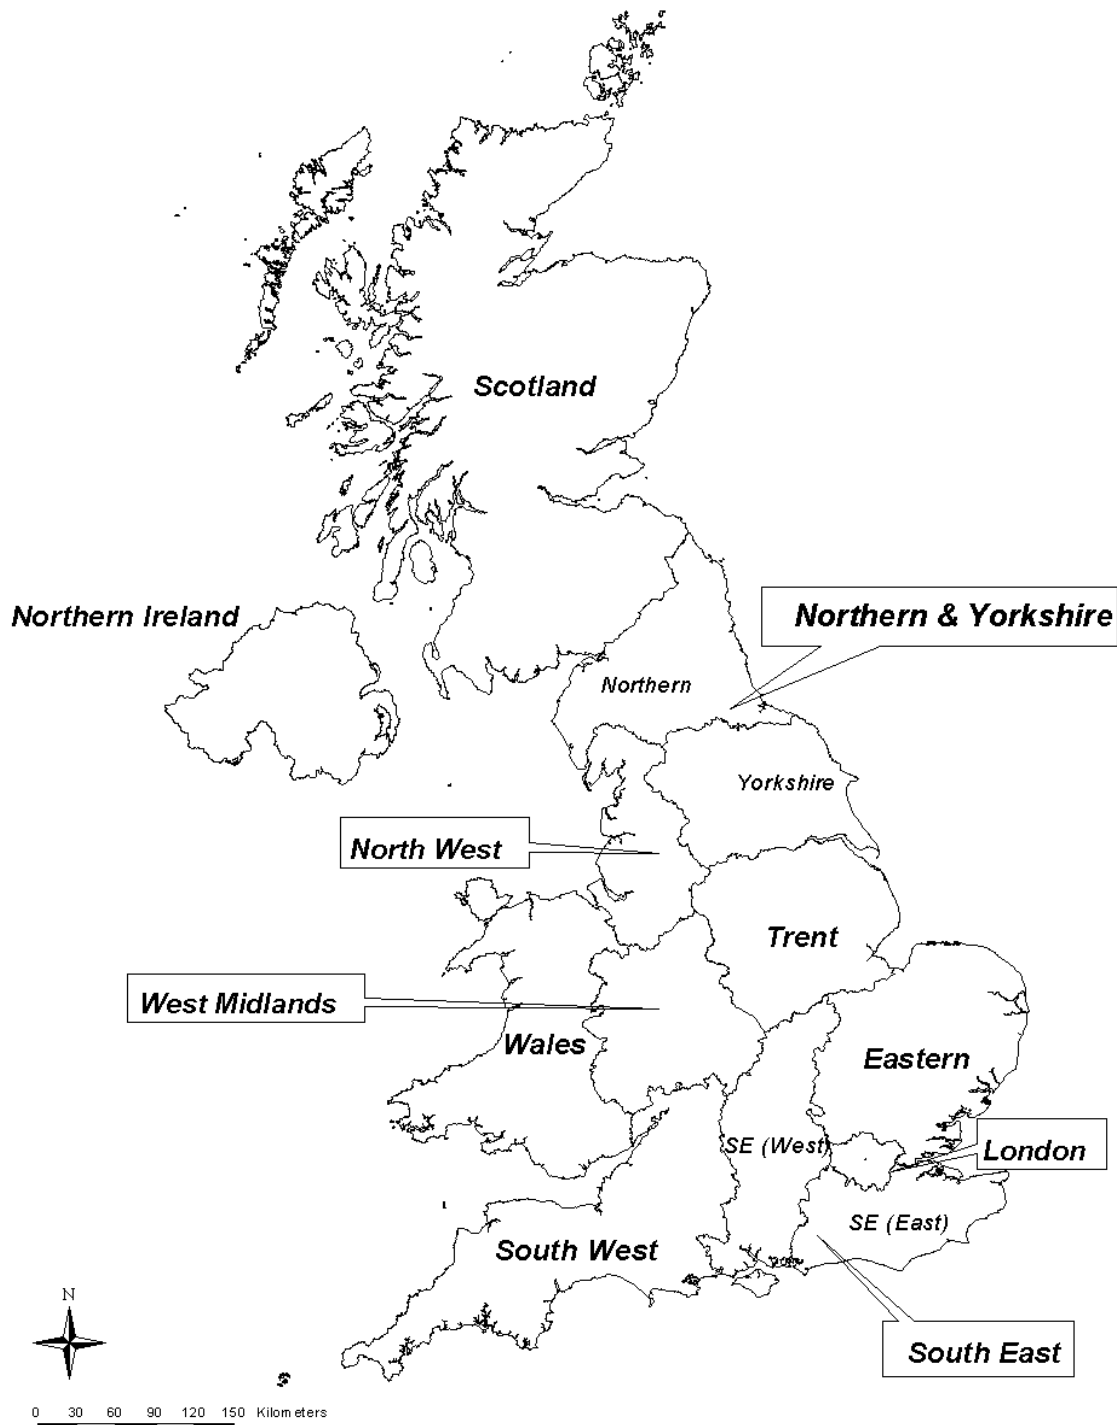 Scotland
Northern Ireland
Northern & Yorkshire
Northern
Yorkshire
North West
Trent
West Midlands
Wales
Eastern
SE (West)
London
SE (East)
South West
South East
N
0 30 60 90 120 150 Kilometers